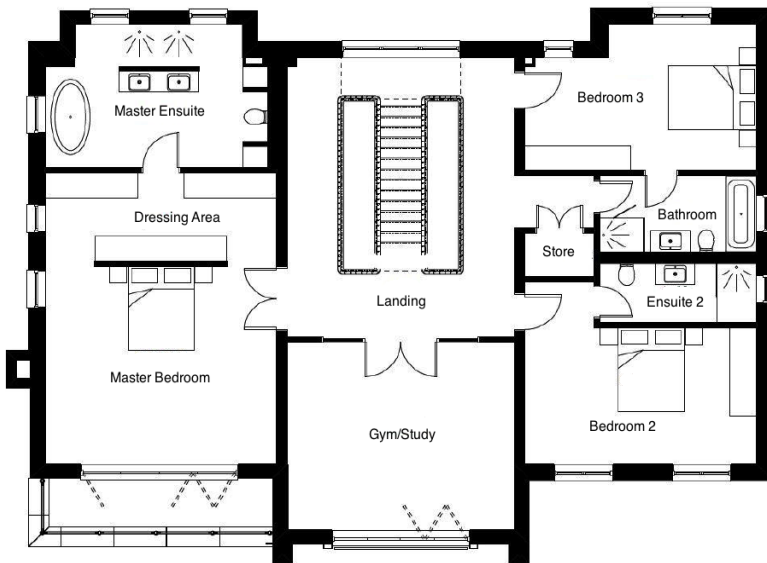 Bedroom 3
Master Ensuite
Dressing Area
Bathroom
Store
Landing
Ensuite 2
Master Bedroom
Gym/Study
Bedroom 2